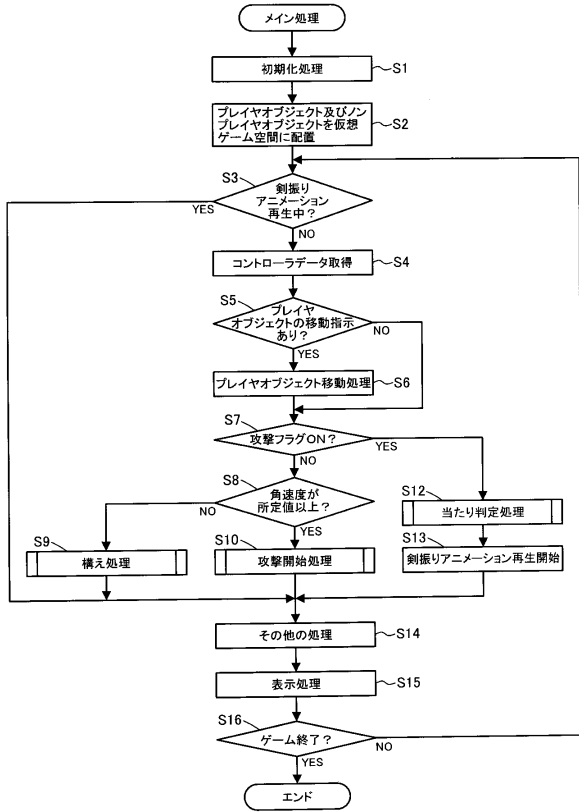 メイン処理
初期化処理
S1
プレイヤオブジェクト及びノン
プレイヤオブジェクトを仮想
ゲーム空間に配置
S2
S3
剣振り
アニメーション
再生中？
YES
NO
コントローラデータ取得
S4
S5
プレイヤ
オブジェクトの移動指示
あり？
NO
YES
プレイヤオブジェクト移動処理
S6
S7
攻撃フラグON？
YES
NO
S8
角速度が
所定値以上？
NO
YES
S12
当たり判定処理
S9
構え処理
S10
攻撃開始処理
S13
剣振りアニメーション再生開始
その他の処理
S14
表示処理
S15
S16
ゲーム終了？
NO
YES
エンド